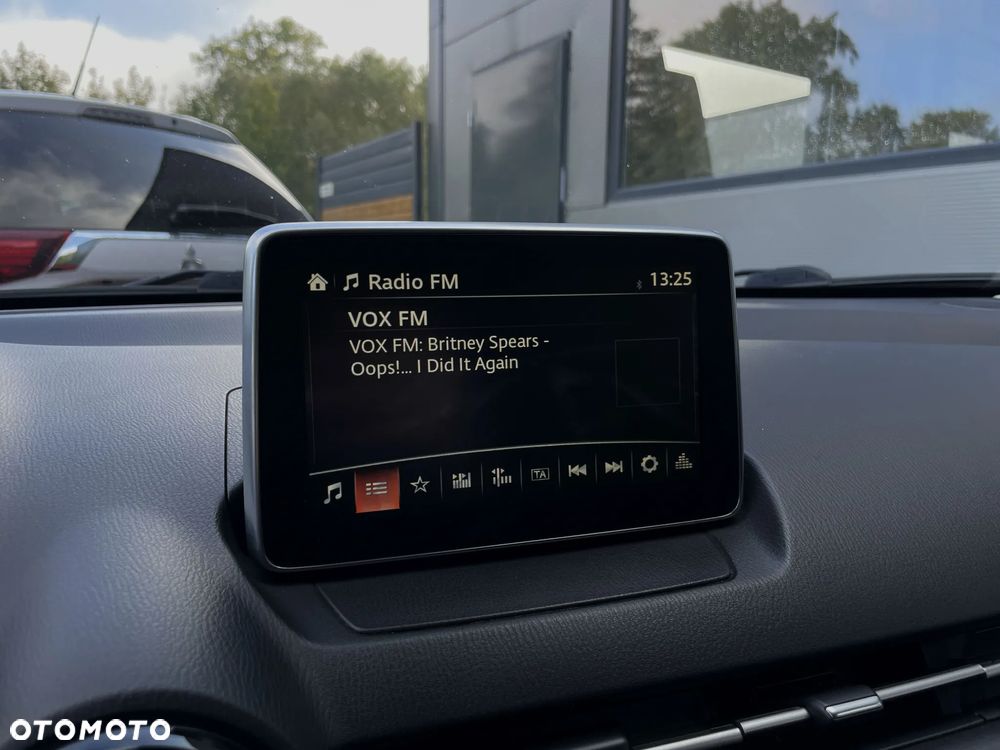 Radio FM
13:25
VOX FM
VOX FM: Britney Spears -
Oops!... I Did It Again
TA
OTOMOTO